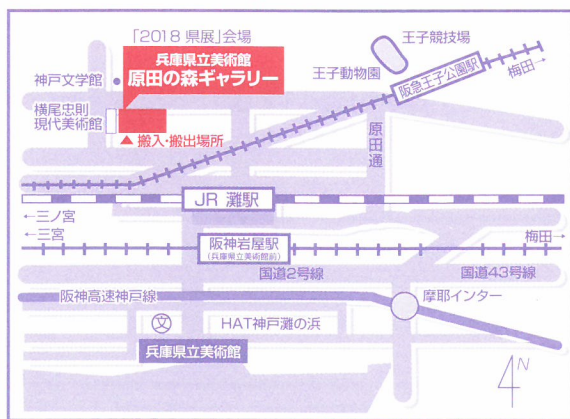 「2018 県展」会場
兵庫県立美術館
原田の森ギャラリー
神戸文学館
横尾忠則
現代美術館
搬入・搬出場所
王子競技場
王子動物園
阪急王子公園駅
梅田→
原田通
JR 灘駅
←三ノ宮
←三宮
阪神岩屋駅
(兵庫県立美術館前)
梅田→
国道2号線
国道43号線
阪神高速神戸線
摩耶インター
文
HAT神戸灘の浜
兵庫県立美術館
N